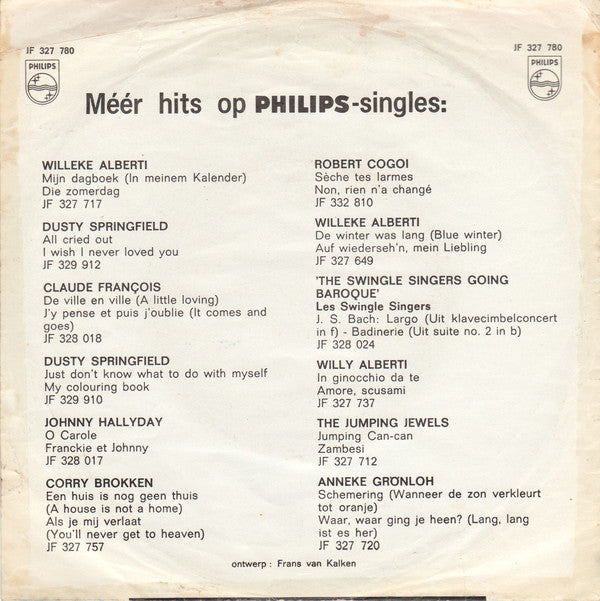 JF 327 780
JF 327 780
PHILIPS
PHILIPS
Méér hits op PHILIPS-singles:
WILLEKE ALBERTI
Mijn dagboek (In meinem Kalender)
Die zomerdag
JF 327 717
DUSTY SPRINGFIELD
All cried out
I wish I never loved you
JF 329 912
CLAUDE FRANÇOIS
De ville en ville (A little loving)
J'y pense et puis j'oublie (It comes and
goes)
JF 328 018
DUSTY SPRINGFIELD
Just don't know what to do with myself
My colouring book
JF 329 910
JOHNNY HALLYDAY
O Carole
Franckie et Johnny
JF 328 017
CORRY BROKKEN
Een huis is nog geen thuis
(A house is not a home)
Als je mij verlaat
(You'll never get to heaven)
JF 327 757
ROBERT COGOI
Sèche tes larmes
Non, rien n'a changé
JF 332 810
WILLEKE ALBERTI
De winter was lang (Blue winter)
Auf wiederseh'n, mein Liebling
JF 327 649
'THE SWINGLE SINGERS GOING
BAROQUE'
Les Swingle Singers
J. S. Bach: Largo (Uit klavecimbelconcert
in f) - Badinerie (Uit suite no. 2 in b)
JF 328 024
WILLY ALBERTI
In ginocchio da te
Amore, scusami
JF 327 737
THE JUMPING JEWELS
Jumping Can-can
Zambesi
JF 327 712
ANNEKE GRÖNLOH
Schemering (Wanneer de zon verkleurt
tot oranje)
Waar, waar ging je heen? (Lang, lang
ist es her)
JF 327 720
ontwerp : Frans van Kalken